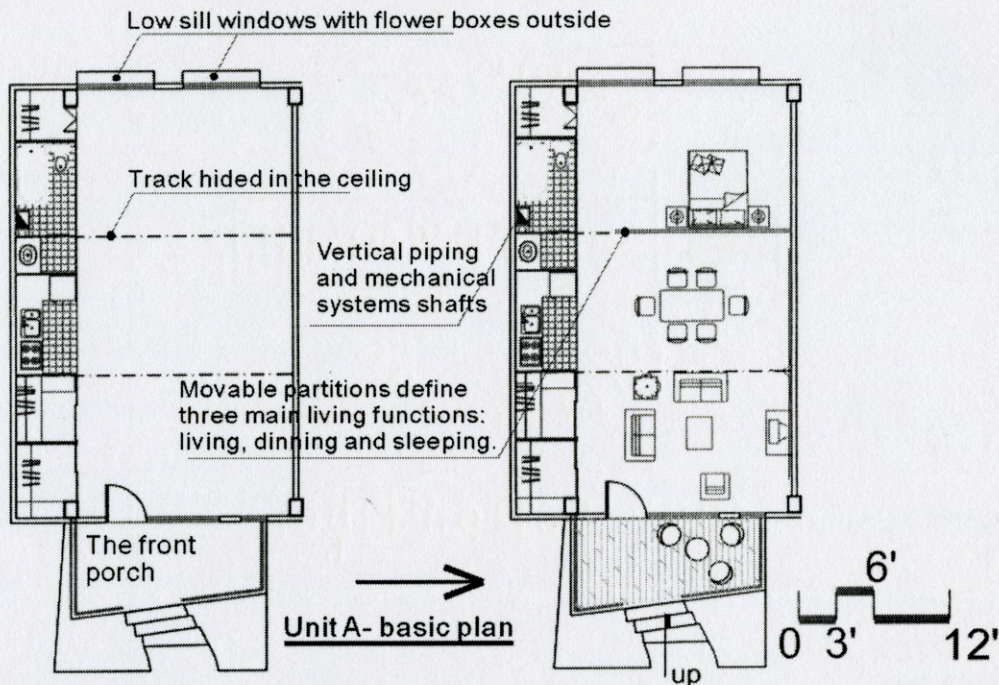 Low sill windows with flower boxes outside
Track hided in the ceiling
Vertical piping
and mechanical
systems shafts
Movable partitions define
three main living functions:
living, dinning and sleeping.
The front
porch
Unit A- basic plan
up
6'
0 3' 12'